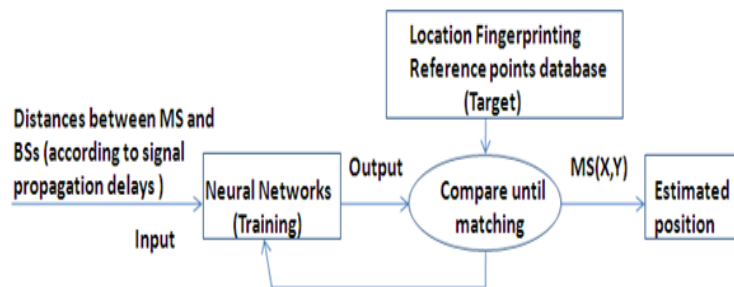 Location Fingerprinting
Reference points database
(Target)
Distances between MS and
BSs (according to signal
propagation delays )
Input
Neural Networks
(Training)
Output
Compare until
matching
MS(X,Y)
Estimated
position